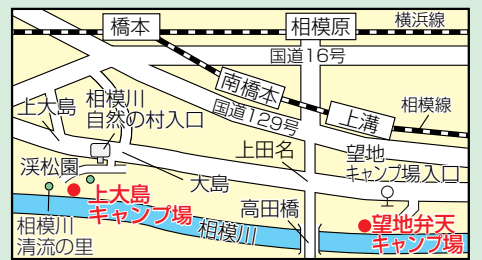 橋本
相模原
横浜線
国道16号
南橋本
国道129号
上溝
相模線
上大島
相模川
自然の村入口
上田名
望地
キャンプ場入口
渓松園
大島
上大島
キャンプ場
高田橋
望地弁天
キャンプ場
相模川
清流の里
相模川